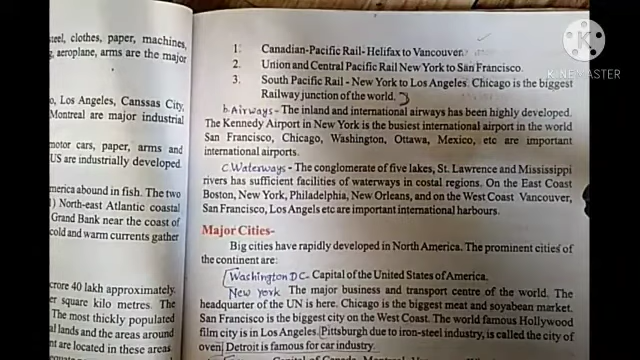 steel, clothes, paper, machines,
aeroplane, arms are the major
o, Los Angeles, Canssas City,
Montreal are major industrial
motor cars, paper, arms and
US are industrially developed.
merica abound in fish. The two
) North-east Atlantic coastal
Grand Bank near the coast of
cold and warm currents gather
crore 40 lakh approximately.
er square kilo metres. The
The most thickly populated
al lands and the areas around
nt are located in these areas
1. Canadian-Pacific Rail- Helifax to Vancouver.
2. Union and Central Pacific Rail New York to San Francisco.
3. South Pacific Rail - New York to Los Angeles. Chicago is the biggest
Railway junction of the world.
b. Airways - The inland and international airways has been highly developed.
The Kennedy Airport in New York is the busiest international airport in the world
San Francisco, Chicago, Washington, Ottawa, Mexico, etc are important
international airports.
c. Waterways - The conglomerate of five lakes, St. Lawrence and Mississippi
rivers has sufficient facilities of waterways in costal regions. On the East Coast
Boston, New York, Philadelphia, New Orleans, and on the West Coast Vancouver,
San Francisco, Los Angels etc are important international harbours.
Major Cities-
Big cities have rapidly developed in North America. The prominent cities of
the continent are:
Washington DC - Capital of the United States of America.
New York The major business and transport centre of the world. The
headquarter of the UN is here. Chicago is the biggest meat and soyabean market.
San Francisco is the biggest city on the West Coast. The world famous Hollywood
film city is in Los Angeles. Pittsburgh due to iron-steel industry, is called the city of
oven. Detroit is famous for car industry.
KINEMASTER